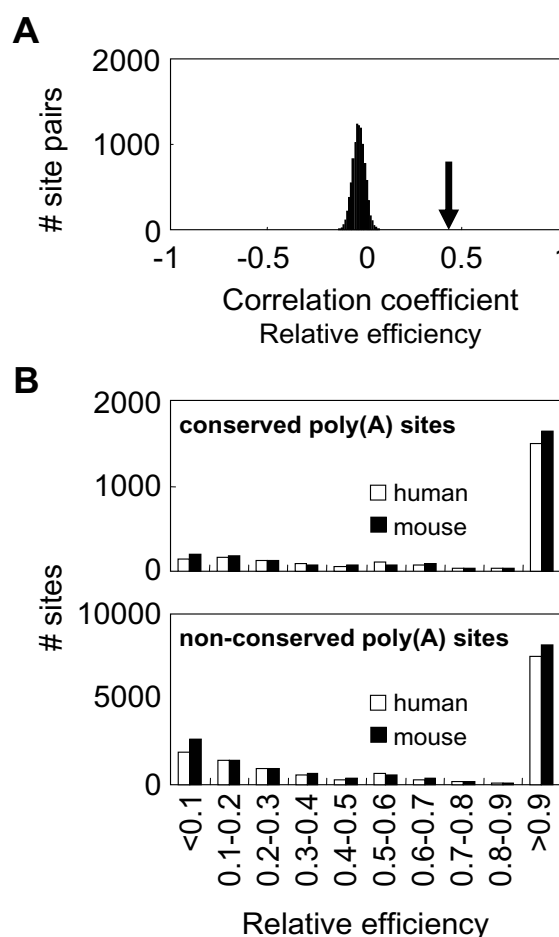 A
# site pairs
2000
1000
0
-1
-0.5
0
0.5
1
Correlation coefficient
Relative efficiency
B
# sites
2000
1000
0
conserved poly(A) sites
human
mouse
10000
5000
0
non-conserved poly(A) sites
human
mouse
<0.1
0.1-0.2
0.2-0.3
0.3-0.4
0.4-0.5
0.5-0.6
0.6-0.7
0.7-0.8
0.8-0.9
>0.9
Relative efficiency